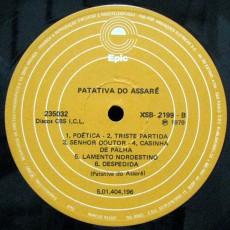 Epic
PATATIVA DO ASSARÉ
235032
Discos CBS I.C.L.
XSB - 2199 - B
℗ 1979
1. POÉTICA - 2. TRISTE PARTIDA
3. SENHOR DOUTOR - 4. CASINHA
DE PALHA
5. LAMENTO NORDESTINO
6. DESPEDIDA
(Patativa do Assaré)
5.01.404.196